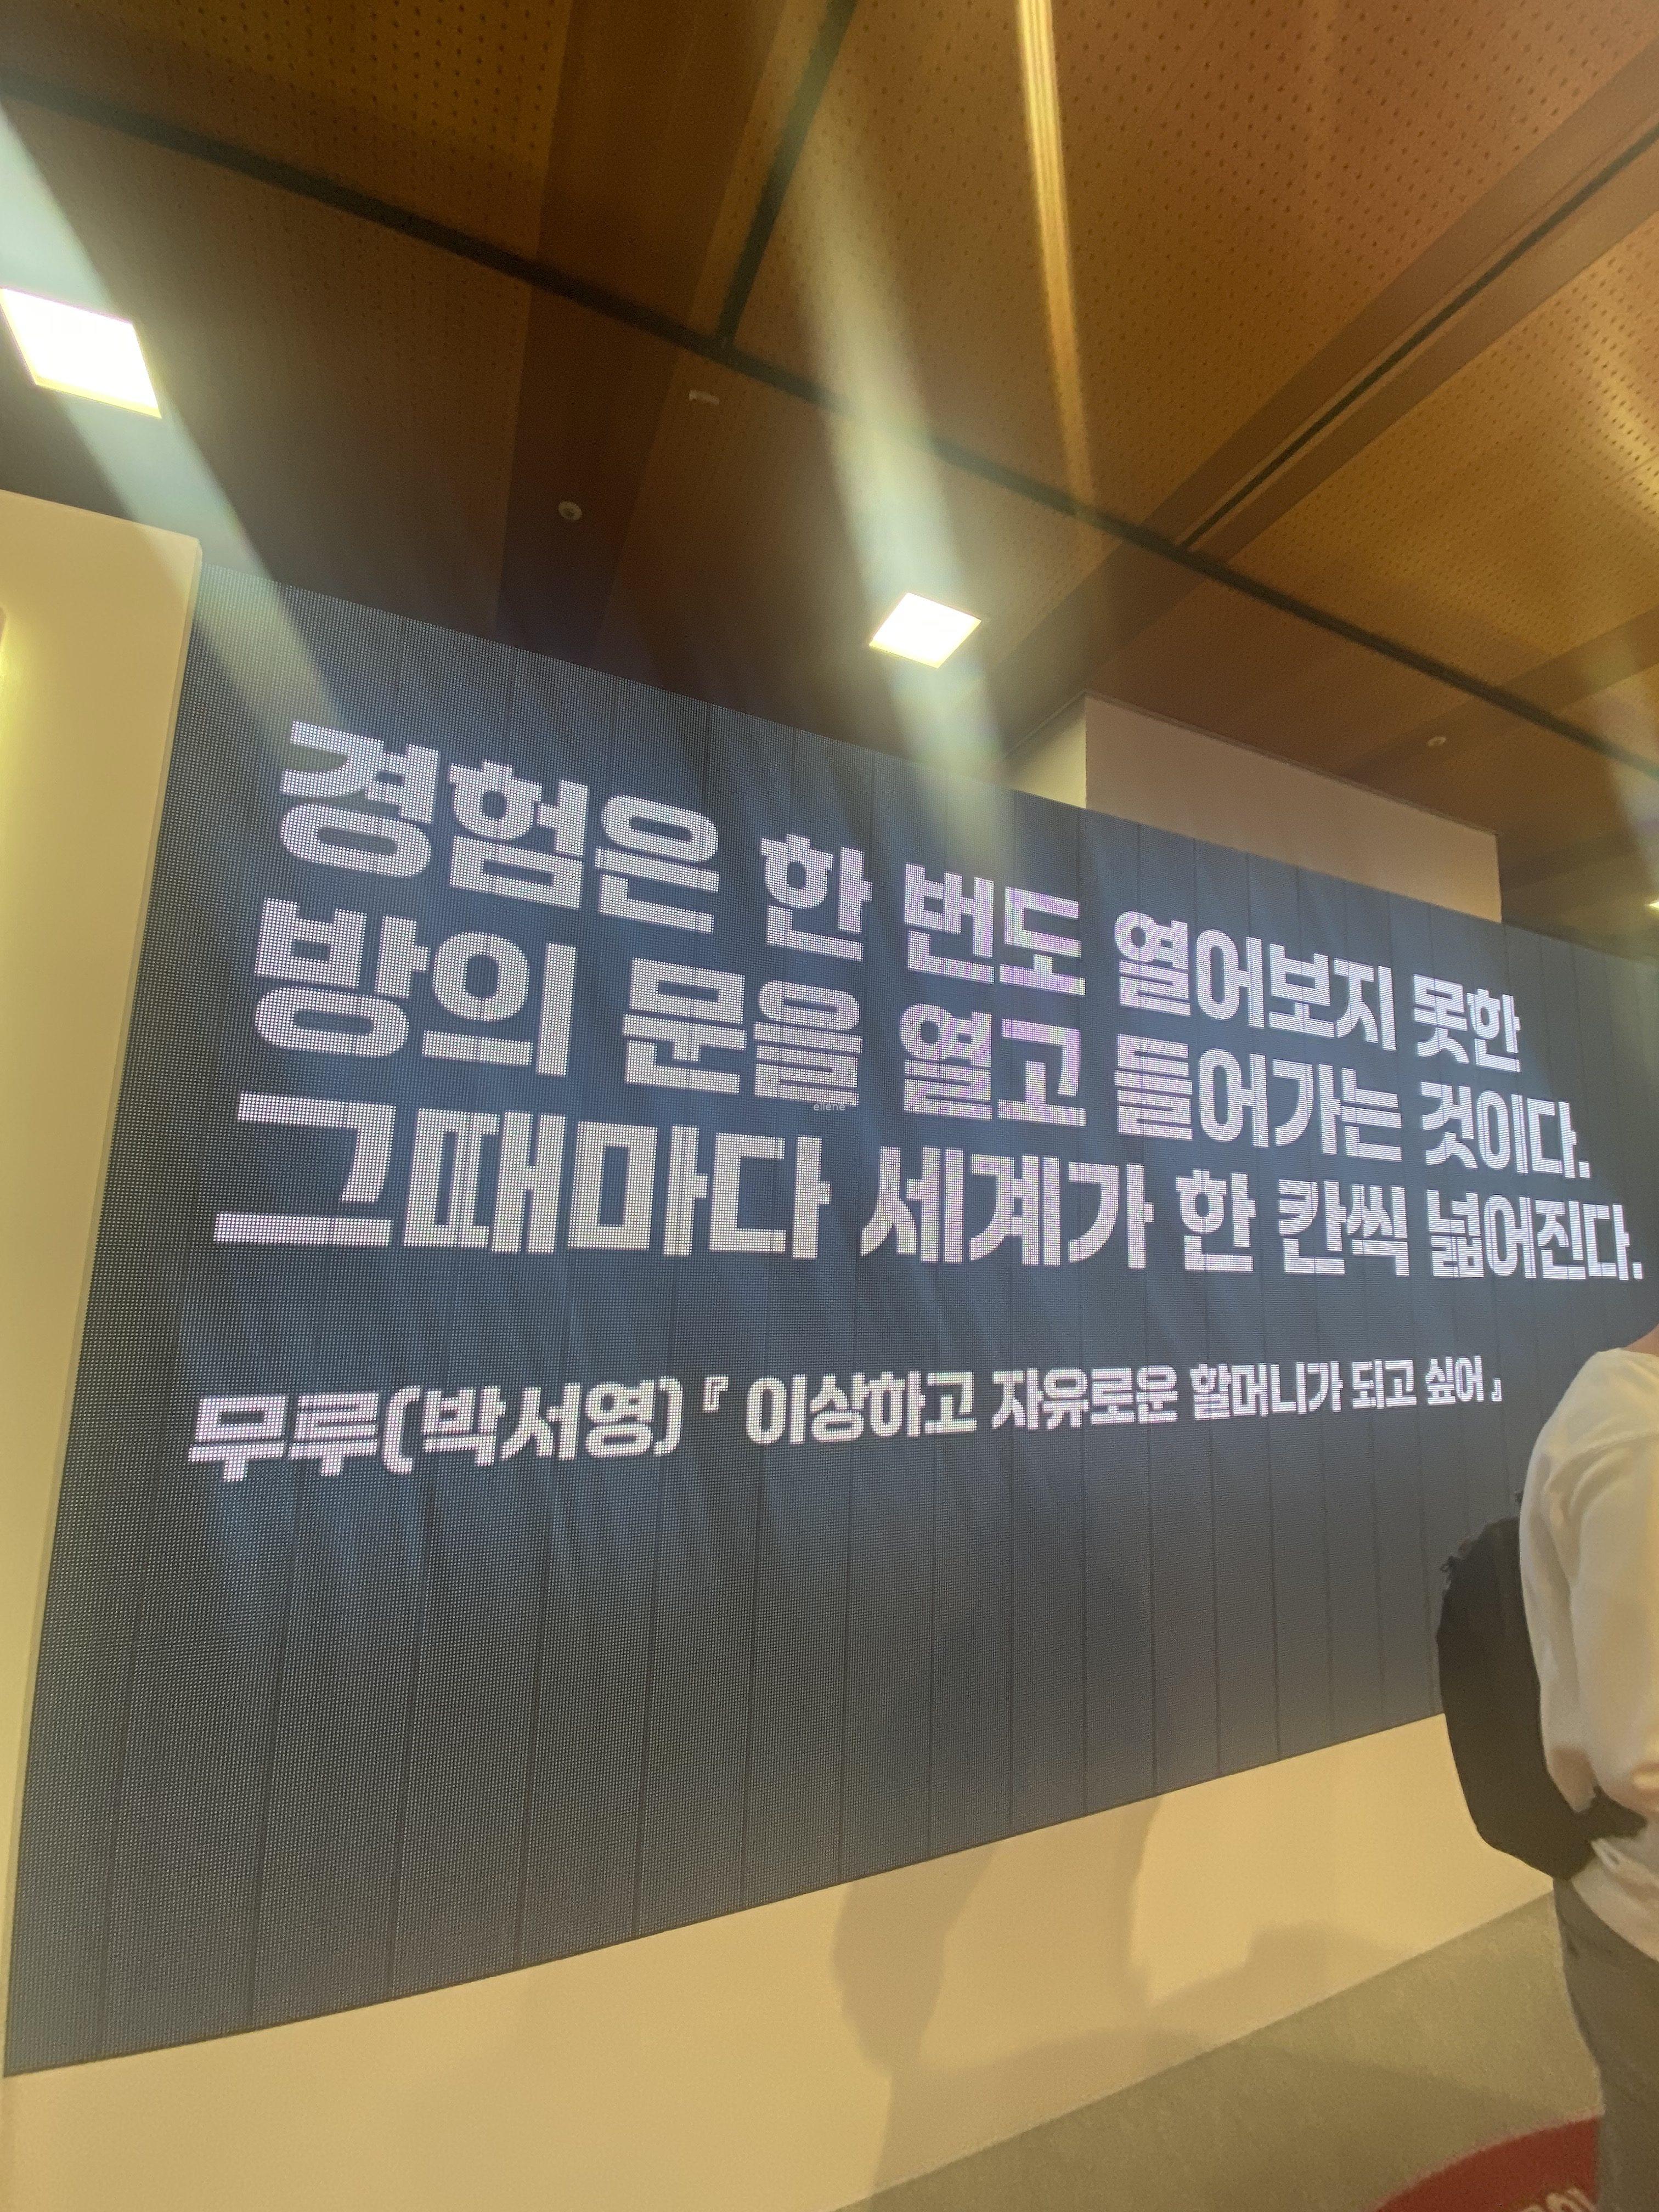 경험은 한 번도 열어보지 못한
방의 문을 열고 들어가는 것이다.
그때마다 세계가 한 칸씩 넓어진다.
무루(박서영)『이상하고 자유로운 할머니가 되고 싶어』
ellene